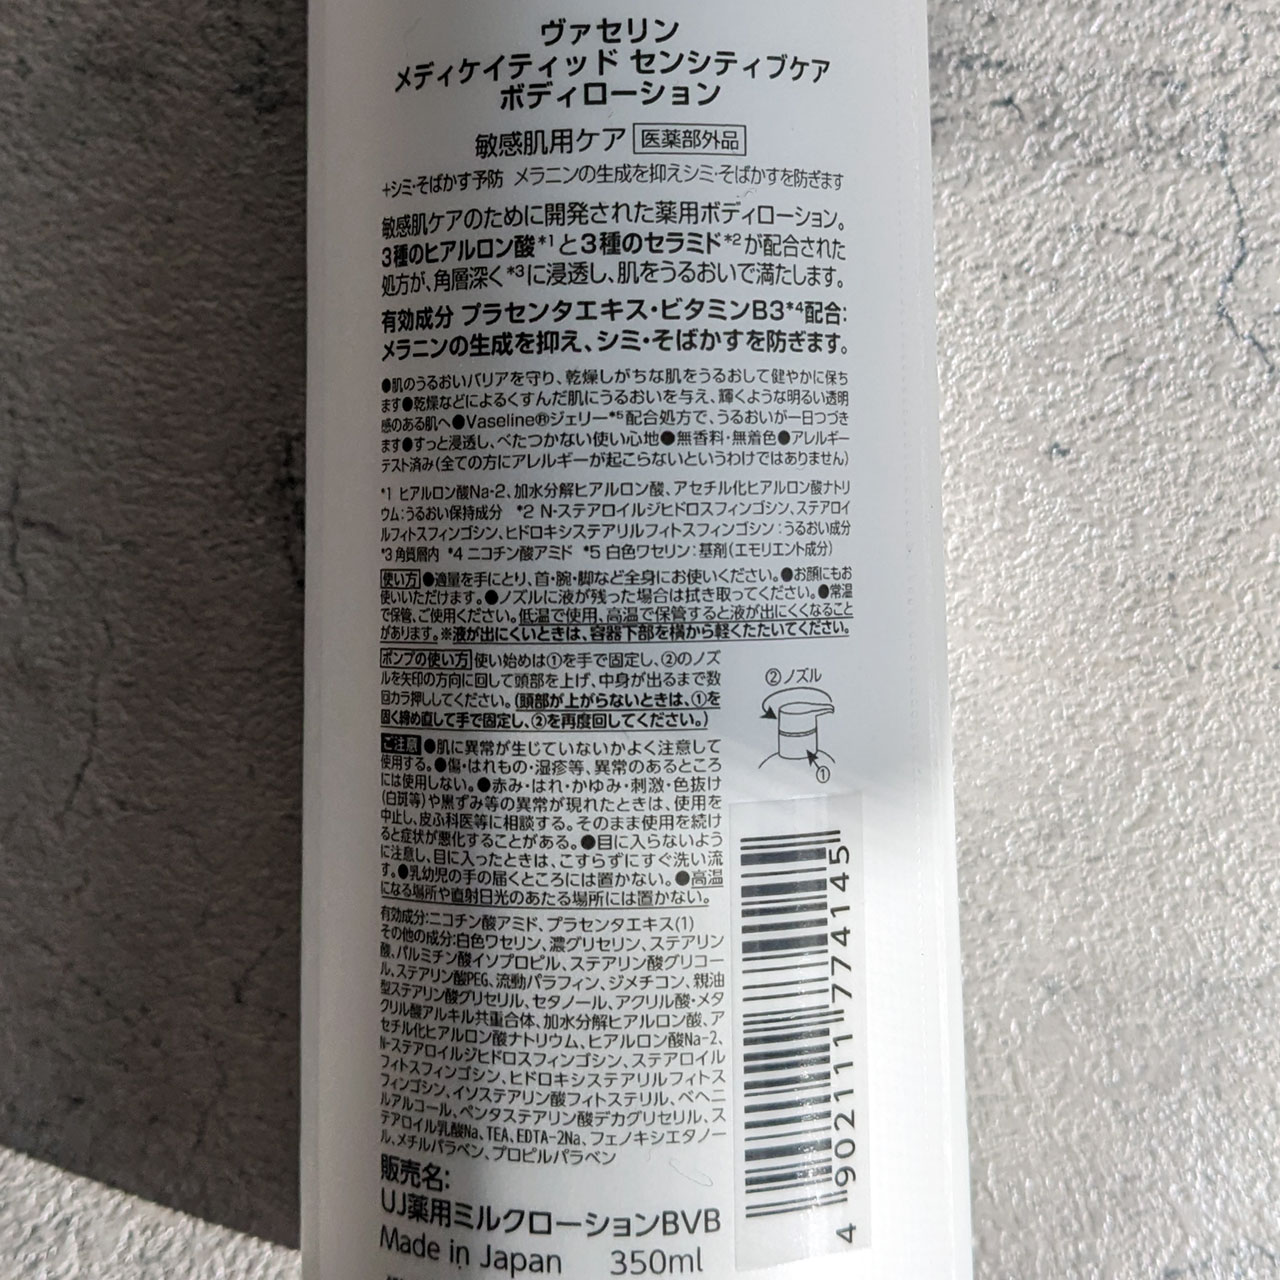 ヴァセリン
メディケイティッド センシティブケア
ボディローション
敏感肌用ケア 医薬部外品
+シミ・そばかす予防 メラニンの生成を抑えシミ・そばかすを防ぎます
敏感肌ケアのために開発された薬用ボディローション。
3種のヒアルロン酸*1と3種のセラミド*2が配合された
処方が、角層深く*3に浸透し、肌をうるおいで満たします。
有効成分 プラセンタエキス・ビタミンB3*4配合:
メラニンの生成を抑え、シミ・そばかすを防ぎます。
●肌のうるおいバリアを守り、乾燥しがちな肌をうるおして健やかに保ち
ます●乾燥などによるくすんだ肌にうるおいを与え、輝くような明るい透明
感のある肌へ●Vaseline®ジェリー*5配合処方で、うるおいが一日つづき
ます●すっと浸透し、べたつかない使い心地●無香料・無着色●アレルギー
テスト済み(全ての方にアレルギーが起こらないというわけではありません)
*1 ヒアルロン酸Na-2、加水分解ヒアルロン酸、アセチル化ヒアルロン酸ナトリ
ウム:うるおい保持成分 *2 N-ステアロイルジヒドロスフィンゴシン、ステアロイ
ルフィトスフィンゴシン、ヒドロキシステアリルフィトスフィンゴシン:うるおい成分
*3 角質層内 *4 ニコチン酸アミド *5 白色ワセリン:基剤(エモリエント成分)
使い方●適量を手にとり、首・腕・脚など全身にお使いください。●お顔にもお
使いいただけます。●ノズルに液が残った場合は拭き取ってください。●常温
で保管、ご使用ください。低温で使用、高温で保管すると液が出にくくなること
があります。※液が出にくいときは、容器下部を横から軽くたたいてください。
ポンプの使い方 使い始めは①を手で固定し、②のノズ
ルを矢印の方向に回して頭部を上げ、中身が出るまで数
回カラ押ししてください。(頭部が上がらないときは、①を
固く締め直して手で固定し、②を再度回してください。)
②ノズル
①
ご注意●肌に異常が生じていないかよく注意して
使用する。●傷・はれもの・湿疹等、異常のあるところ
には使用しない。●赤み・はれ・かゆみ・刺激・色抜け
(白斑等)や黒ずみ等の異常が現れたときは、使用を
中止し、皮ふ科医等に相談する。そのまま使用を続け
ると症状が悪化することがある。●目に入らないよう
に注意し、目に入ったときは、こすらずにすぐ洗い流
す。●乳幼児の手の届くところには置かない。●高温
になる場所や直射日光のあたる場所には置かない。
有効成分:ニコチン酸アミド、プラセンタエキス(1)
その他の成分:白色ワセリン、濃グリセリン、ステアリン
酸、パルミチン酸イソプロピル、ステアリン酸グリコー
ル、ステアリン酸PEG、流動パラフィン、ジメチコン、親油
型ステアリン酸グリセリル、セタノール、アクリル酸・メタ
クリル酸アルキル共重合体、加水分解ヒアルロン酸、ア
セチル化ヒアルロン酸ナトリウム、ヒアルロン酸Na-2、
N-ステアロイルジヒドロスフィンゴシン、ステアロイル
フィトスフィンゴシン、ヒドロキシステアリルフィトス
フィンゴシン、イソステアリン酸フィトステリル、ベヘニ
ルアルコール、ペンタステアリン酸デカグリセリル、ス
テアロイル乳酸Na、TEA、EDTA-2Na、フェノキシエタノー
ル、メチルパラベン、プロピルパラベン
販売名:
UJ薬用ミルクローションBVB
Made in Japan 350ml
4 902111 774145